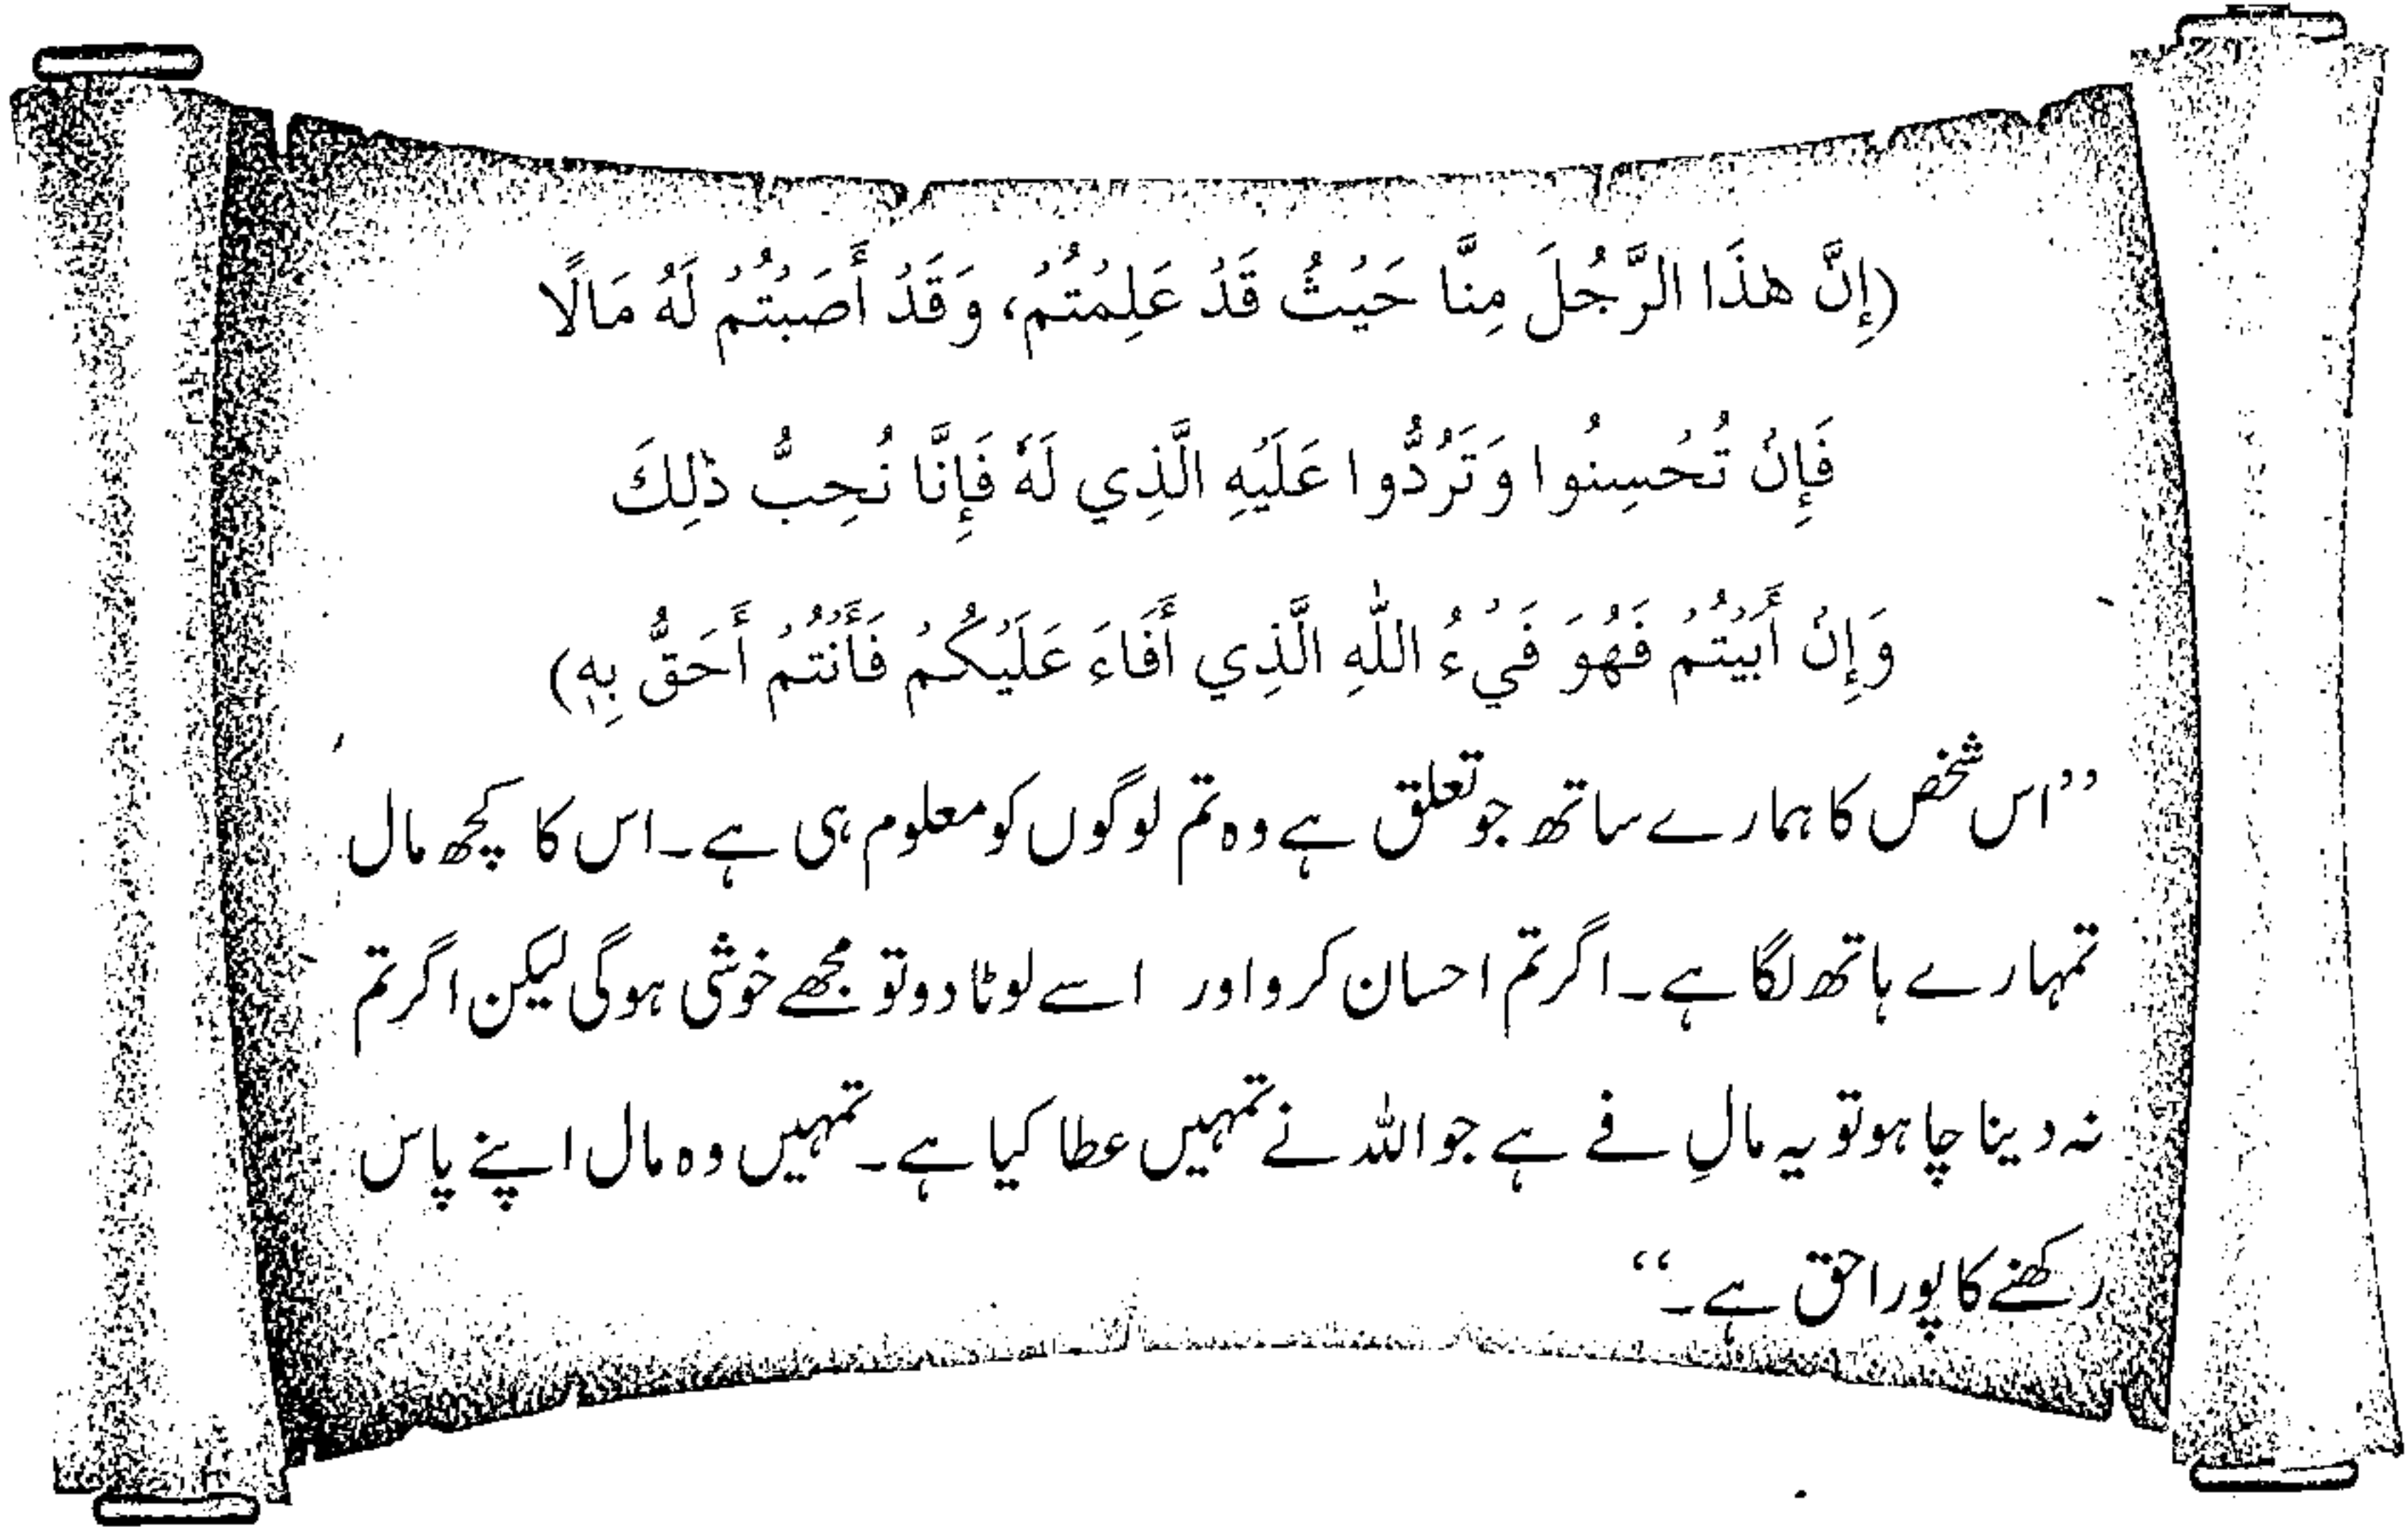 (إِنَّ هٰذَا الرَّجُلَ مِنَّا حَيْثُ قَدْ عَلِمْتُمْ، وَقَدْ أَصَبْتُمْ لَهُ مَالًا
فَإِنْ تُحْسِنُوا وَتَرُدُّوا عَلَيْهِ الَّذِي لَهُ فَإِنَّا نُحِبُّ ذٰلِكَ
وَإِنْ أَبَيْتُمْ فَهُوَ فَيْءُ اللّٰهِ الَّذِي أَفَاءَ عَلَيْكُمْ فَأَنْتُمْ أَحَقُّ بِهٖ)
’’اس شخص کا ہمارے ساتھ جو تعلق ہے وہ تم لوگوں کو معلوم ہی ہے۔ اس کا کچھ مال
تمہارے ہاتھ لگا ہے۔ اگر تم احسان کرو اور اسے لوٹا دو تو مجھے خوشی ہوگی لیکن اگر تم
نہ دینا چاہو تو یہ مالِ فے ہے جو اللہ نے تمہیں عطا کیا ہے۔ تمہیں وہ مال اپنے پاس
رکھنے کا پورا حق ہے۔‘‘